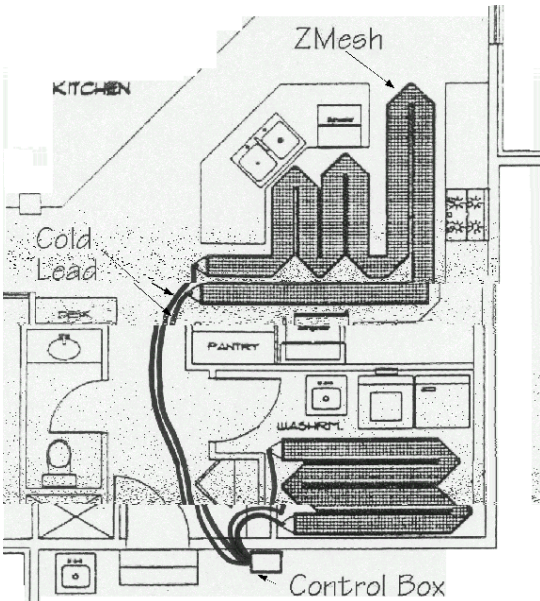 ZMesh
KITCHEN
Cold
Lead
DESK
PANTRY
WASHRM.
Control Box